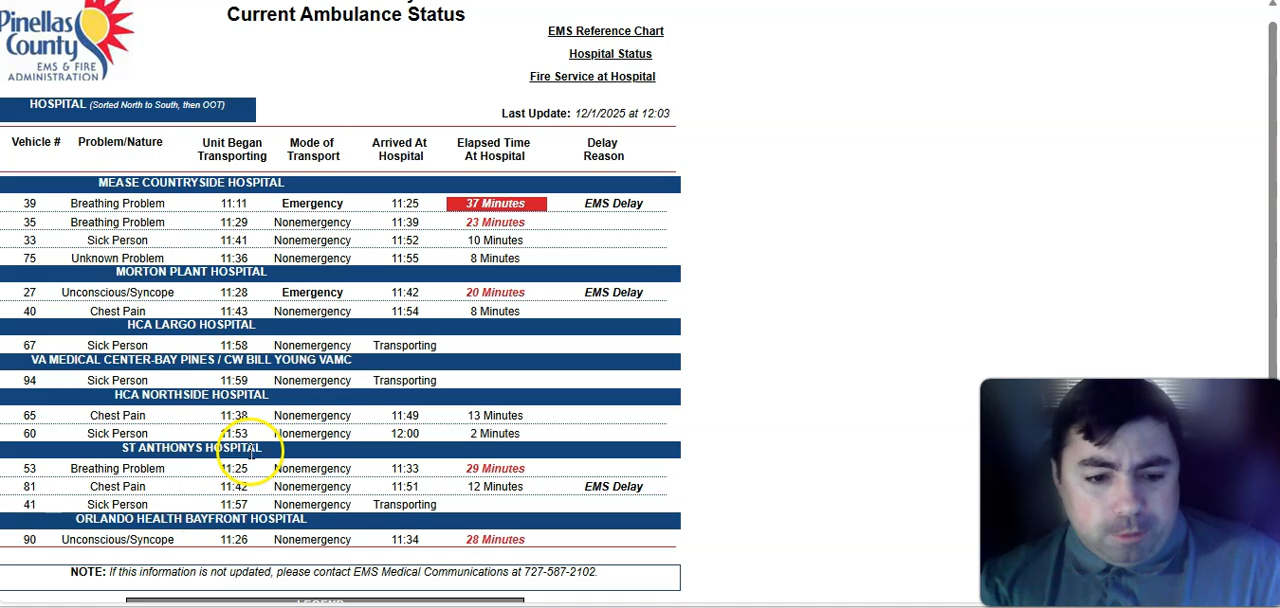 Current Ambulance Status
Pinellas
County
EMS & FIRE
ADMINISTRATION
EMS Reference Chart
Hospital Status
Fire Service at Hospital
HOSPITAL (Sorted North to South, then OOT)
Last Update: 12/1/2025 at 12:03
Vehicle # Problem/Nature Unit Began Transporting Mode of Transport Arrived At Hospital Elapsed Time At Hospital Delay Reason
MEASE COUNTRYSIDE HOSPITAL
39 Breathing Problem 11:11 Emergency 11:25 37 Minutes EMS Delay
35 Breathing Problem 11:29 Nonemergency 11:39 23 Minutes
33 Sick Person 11:41 Nonemergency 11:52 10 Minutes
75 Unknown Problem 11:36 Nonemergency 11:55 8 Minutes
MORTON PLANT HOSPITAL
27 Unconscious/Syncope 11:28 Emergency 11:42 20 Minutes EMS Delay
40 Chest Pain 11:43 Nonemergency 11:54 8 Minutes
HCA LARGO HOSPITAL
67 Sick Person 11:58 Nonemergency Transporting
VA MEDICAL CENTER-BAY PINES / CW BILL YOUNG VAMC
94 Sick Person 11:59 Nonemergency Transporting
HCA NORTHSIDE HOSPITAL
65 Chest Pain 11:38 Nonemergency 11:49 13 Minutes
60 Sick Person 11:53 Nonemergency 12:00 2 Minutes
ST ANTHONYS HOSPITAL
53 Breathing Problem 11:25 Nonemergency 11:33 29 Minutes
81 Chest Pain 11:42 Nonemergency 11:51 12 Minutes EMS Delay
41 Sick Person 11:57 Nonemergency Transporting
ORLANDO HEALTH BAYFRONT HOSPITAL
90 Unconscious/Syncope 11:26 Nonemergency 11:34 28 Minutes
NOTE: If this information is not updated, please contact EMS Medical Communications at 727-587-2102.